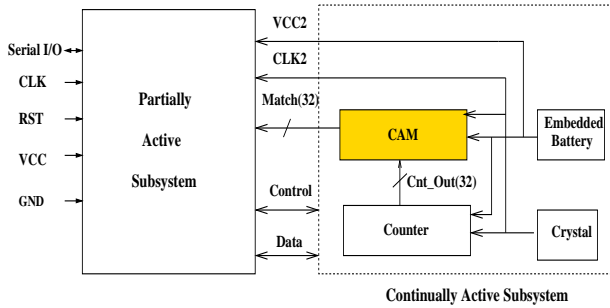 VCC2
Serial I/O
CLK
RST
VCC
GND
Partially
Active
Subsystem
CLK2
Match(32)
CAM
Embedded
Battery
Cnt_Out(32)
Control
Counter
Crystal
Data
Continually Active Subsystem